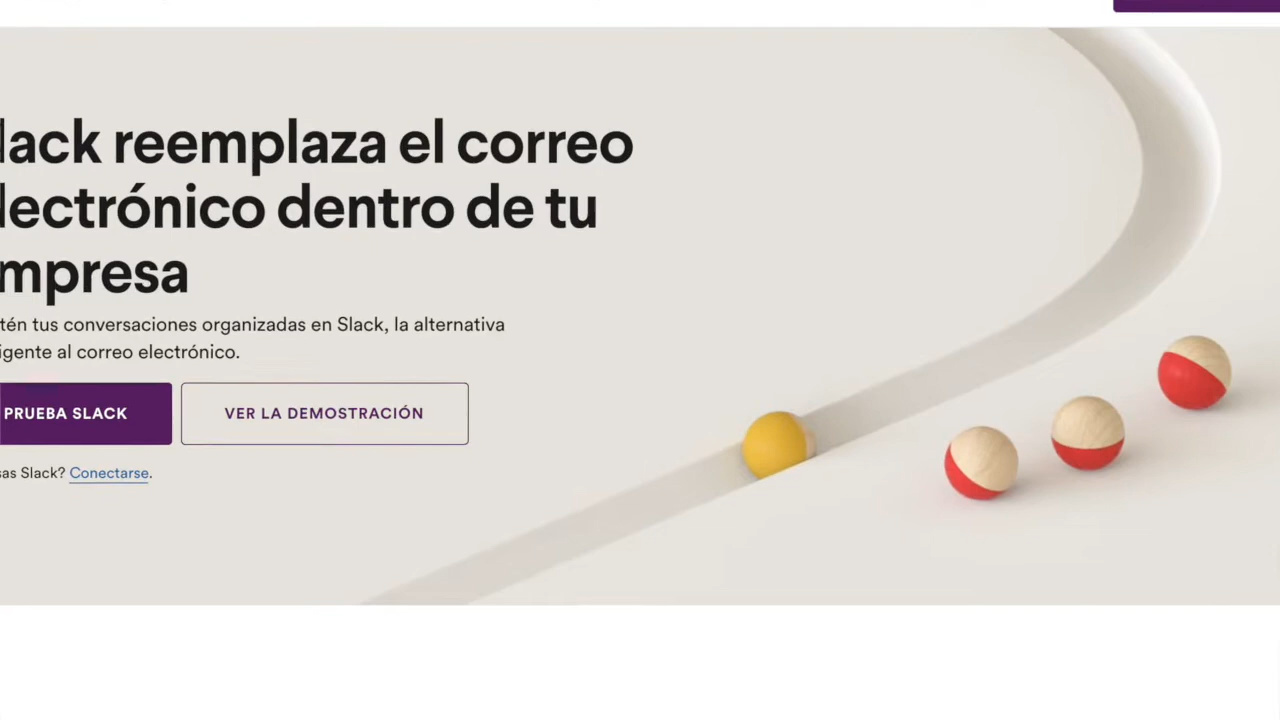 lack reemplaza el correo
lectrónico dentro de tu
mpresa
tén tus conversaciones organizadas en Slack, la alternativa
igente al correo electrónico.
PRUEBA SLACK
VER LA DEMOSTRACIÓN
sas Slack? Conectarse.